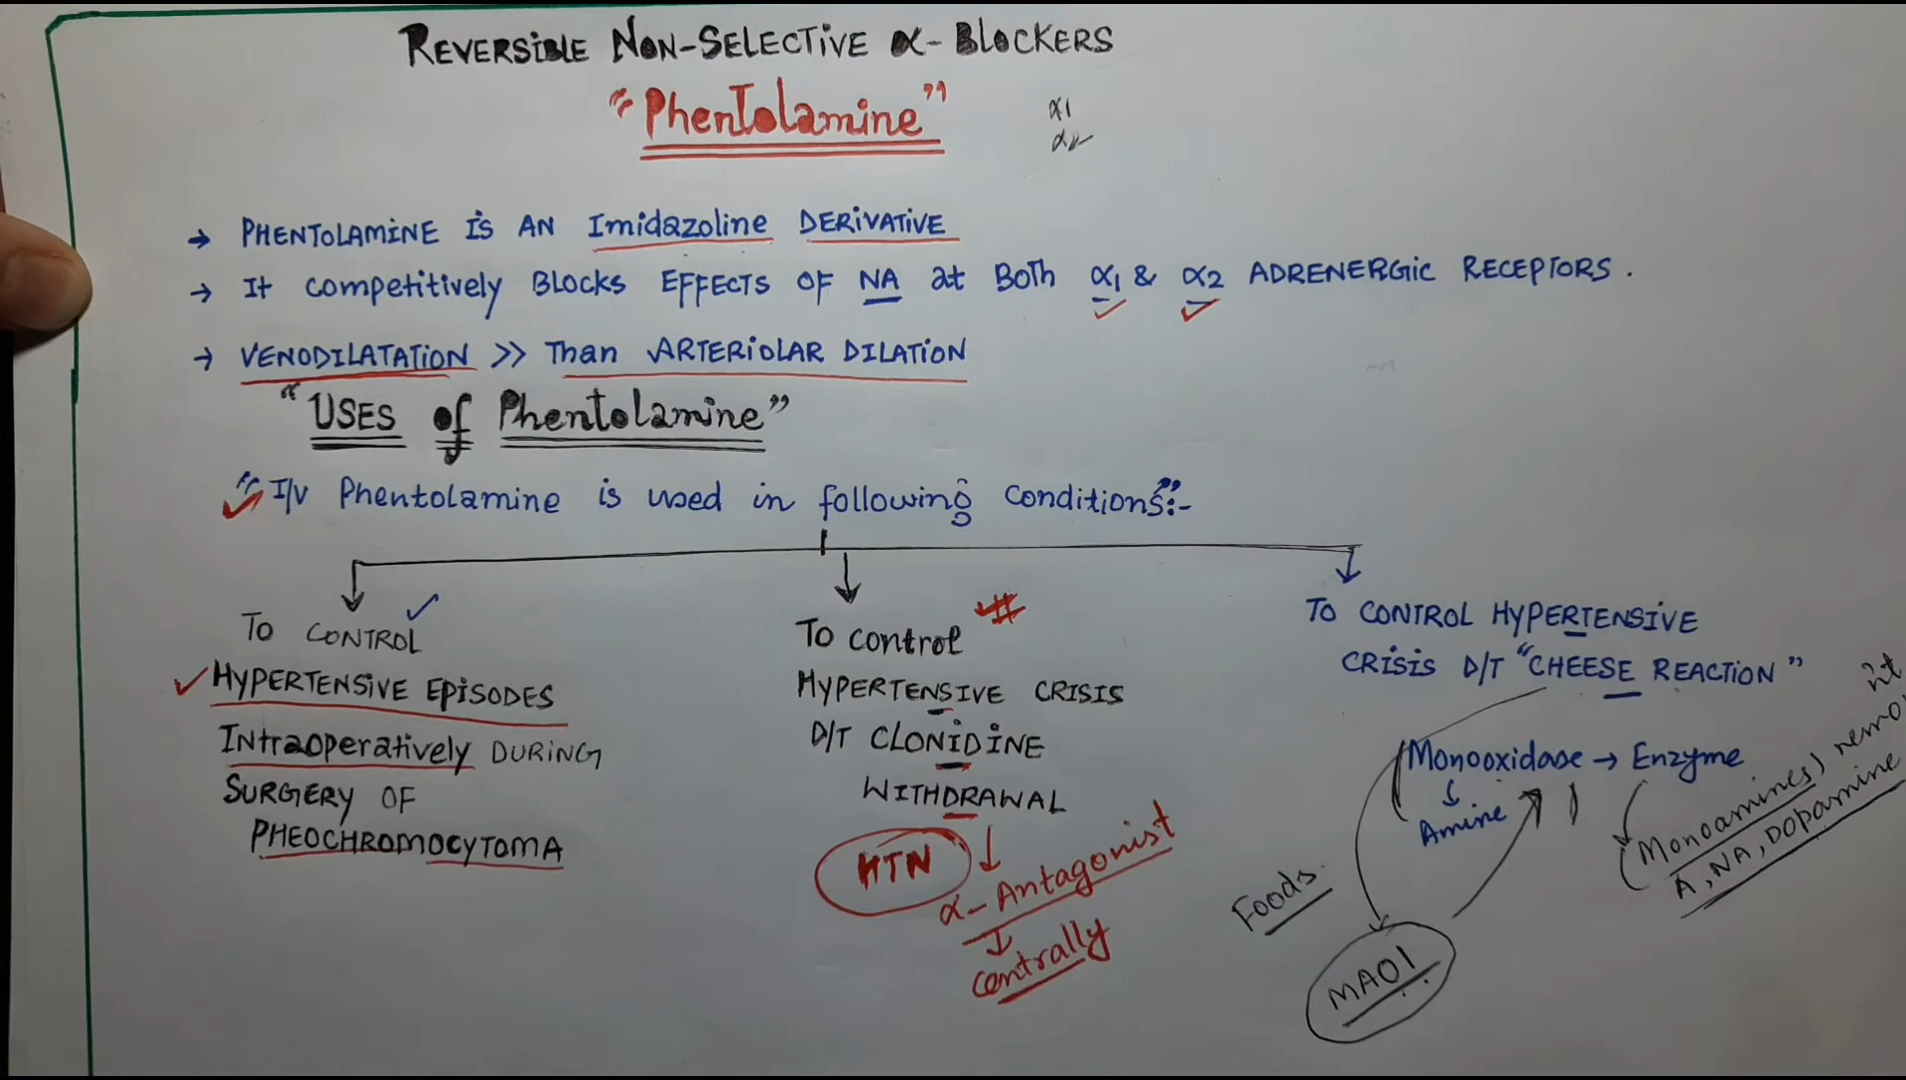 REVERSIBLE NON-SELECTIVE α-BLOCKERS
"PhenTolamine"
α1
α2
→ PHENTOLAMINE IS AN Imidazoline DERIVATIVE
→ It competitively BLOCKS EFFECTS OF NA at Both α1 & α2 ADRENERGIC RECEPTORS.
→ VENODILATATION >> Than ARTERIOLAR DILATION
"USES of Phentolamine"
"I/V Phentolamine is used in following conditions":-
TO CONTROL
HYPERTENSIVE EPISODES
INtraoperatively DURING
SURGERY OF
PHEOCHROMOCYTOMA
To control
HYPERTENSIVE CRISIS
D/T CLONIDINE
WITHDRAWAL
HTN
α-Antagonist
centrally
TO CONTROL HYPERTENSIVE
CRISIS D/T "CHEESE REACTION"
Monooxidase → Enzyme
Amine
Monoamines)
A, NA, Dopamine
Foods.
MAOI